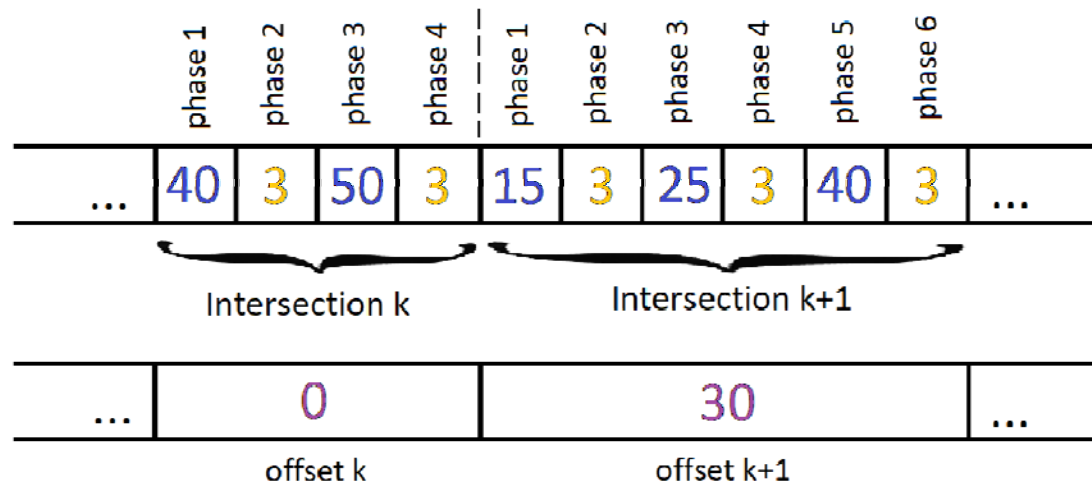 phase 1 phase 2 phase 3 phase 4 phase 1 phase 2 phase 3 phase 4 phase 5 phase 6
... 40 3 50 3 15 3 25 3 40 3 ...
Intersection k Intersection k+1
... 0 30 ...
offset k offset k+1